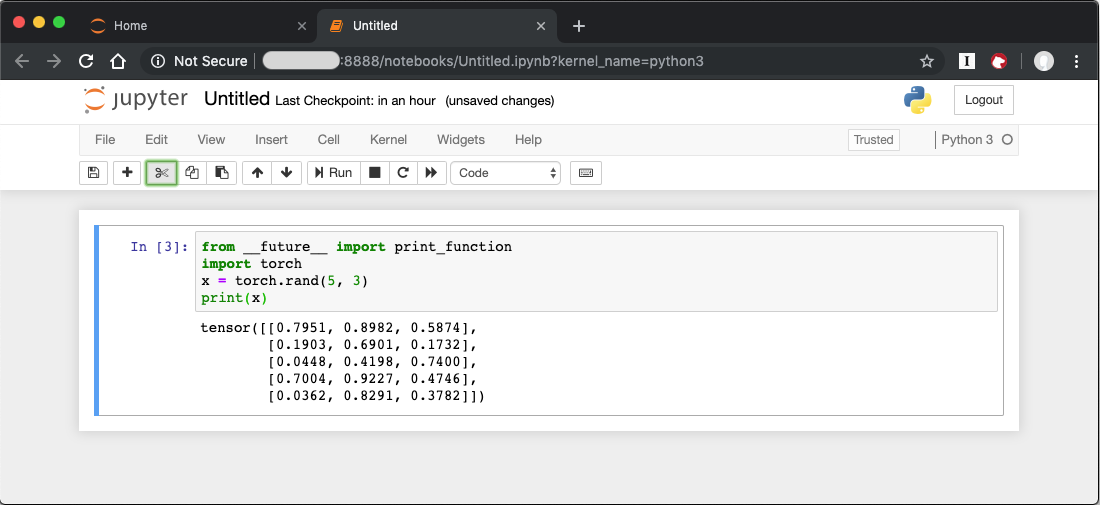 Home
Untitled
Not Secure
:8888/notebooks/Untitled.ipynb?kernel_name=python3
I
jupyter Untitled Last Checkpoint: in an hour (unsaved changes)
Logout
File Edit View Insert Cell Kernel Widgets Help
Trusted
Python 3
Run
Code
In [3]: from __future__ import print_function
import torch
x = torch.rand(5, 3)
print(x)
tensor([[0.7951, 0.8982, 0.5874],
[0.1903, 0.6901, 0.1732],
[0.0448, 0.4198, 0.7400],
[0.7004, 0.9227, 0.4746],
[0.0362, 0.8291, 0.3782]])